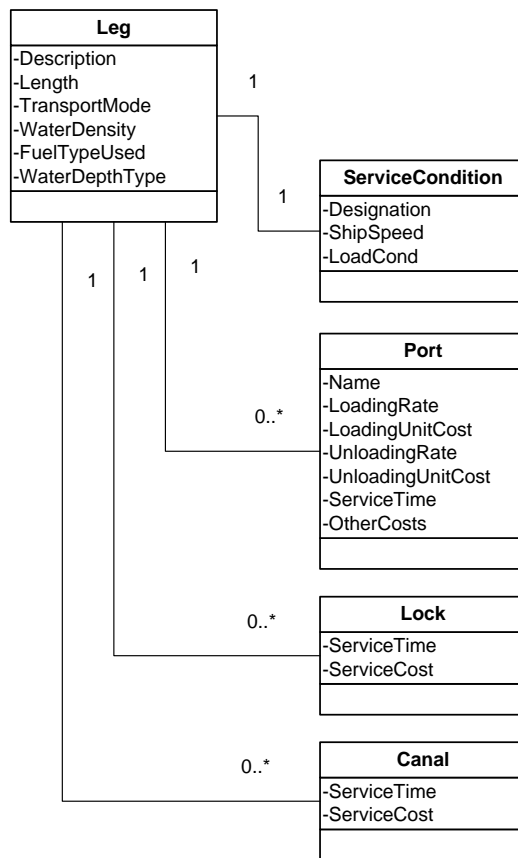 Leg
-Description
-Length
-TransportMode
-WaterDensity
-FuelTypeUsed
-WaterDepthType
1
1
ServiceCondition
-Designation
-ShipSpeed
-LoadCond
1
1
1
Port
-Name
-LoadingRate
-LoadingUnitCost
-UnloadingRate
-UnloadingUnitCost
-ServiceTime
-OtherCosts
0..*
Lock
-ServiceTime
-ServiceCost
0..*
Canal
-ServiceTime
-ServiceCost
0..*